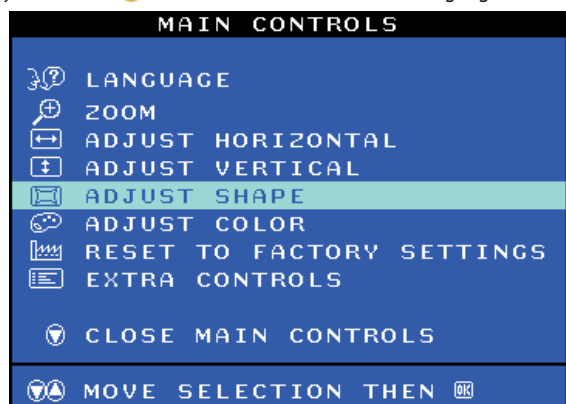 MAIN CONTROLS
LANGUAGE
ZOOM
ADJUST HORIZONTAL
ADJUST VERTICAL
ADJUST SHAPE
ADJUST COLOR
RESET TO FACTORY SETTINGS
EXTRA CONTROLS
CLOSE MAIN CONTROLS
MOVE SELECTION THEN OK